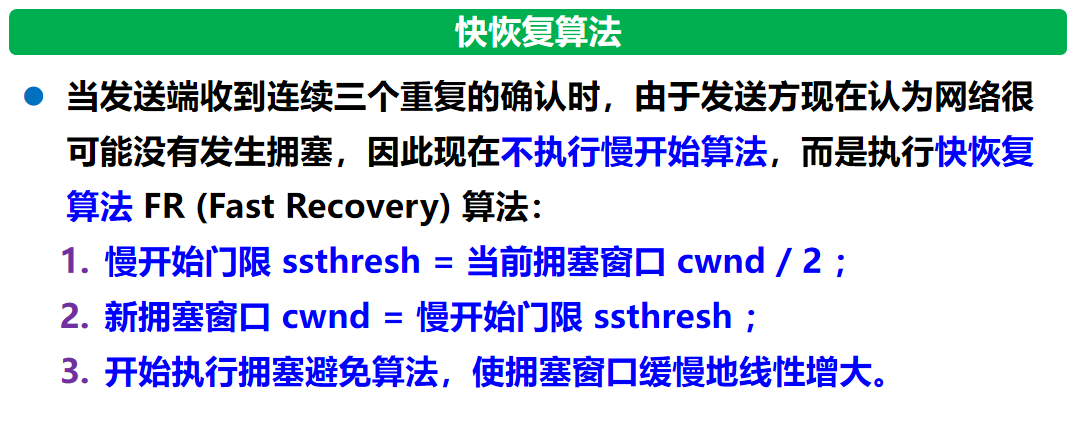 快恢复算法
当发送端收到连续三个重复的确认时，由于发送方现在认为网络很
可能没有发生拥塞，因此现在不执行慢开始算法，而是执行快恢复
算法 FR (Fast Recovery) 算法：
1. 慢开始门限 ssthresh = 当前拥塞窗口 cwnd / 2；
2. 新拥塞窗口 cwnd = 慢开始门限 ssthresh；
3. 开始执行拥塞避免算法，使拥塞窗口缓慢地线性增大。